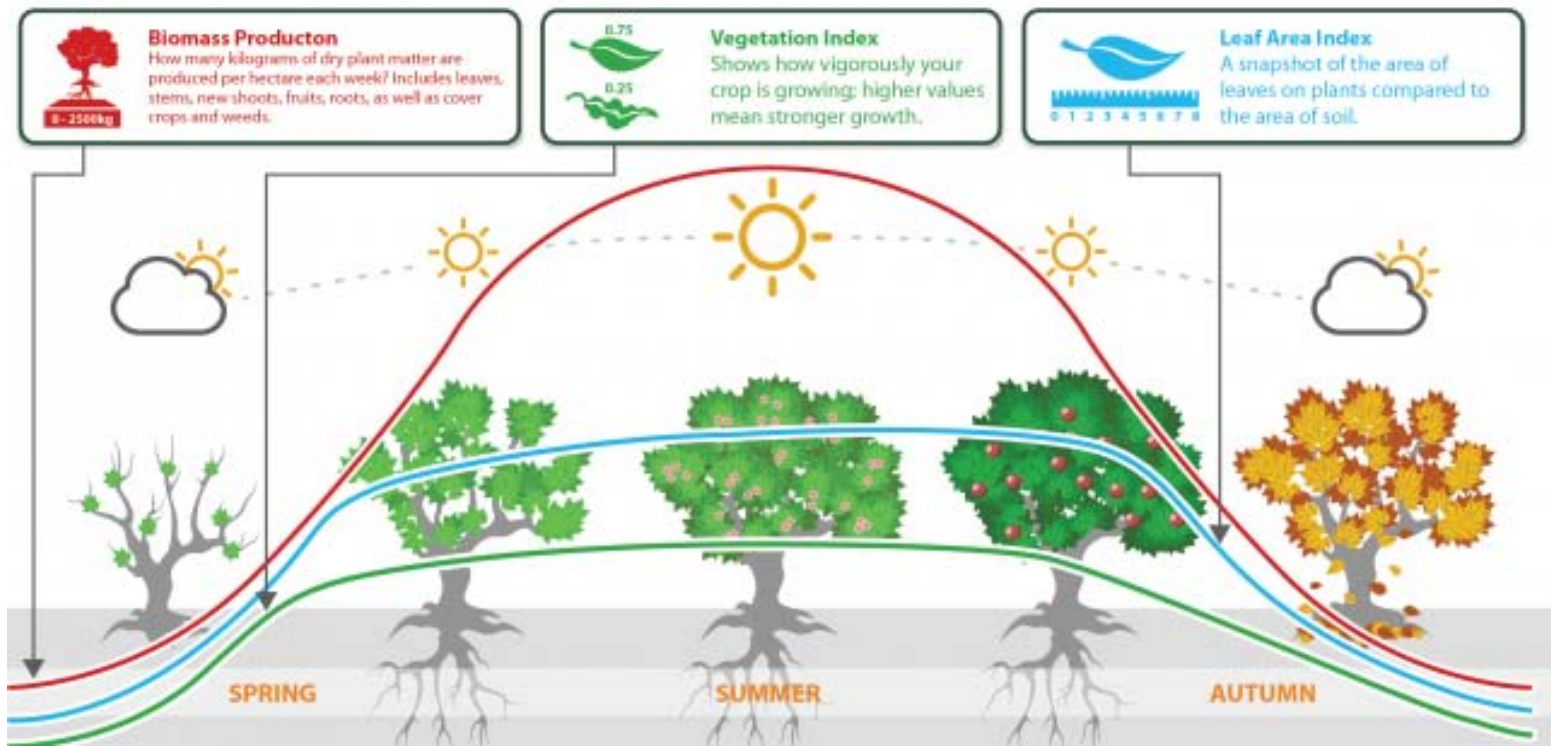 Biomass Producton
How many kilograms of dry plant matter are
produced per hectare each week? Includes leaves,
stems, new shoots, fruits, roots, as well as cover
crops and weeds.
0 - 2500kg
0.75
0.25
Vegetation Index
Shows how vigorously your
crop is growing; higher values
mean stronger growth.
Leaf Area Index
A snapshot of the area of
leaves on plants compared to
the area of soil.
0 1 2 3 4 5 6 7 8
SPRING
SUMMER
AUTUMN